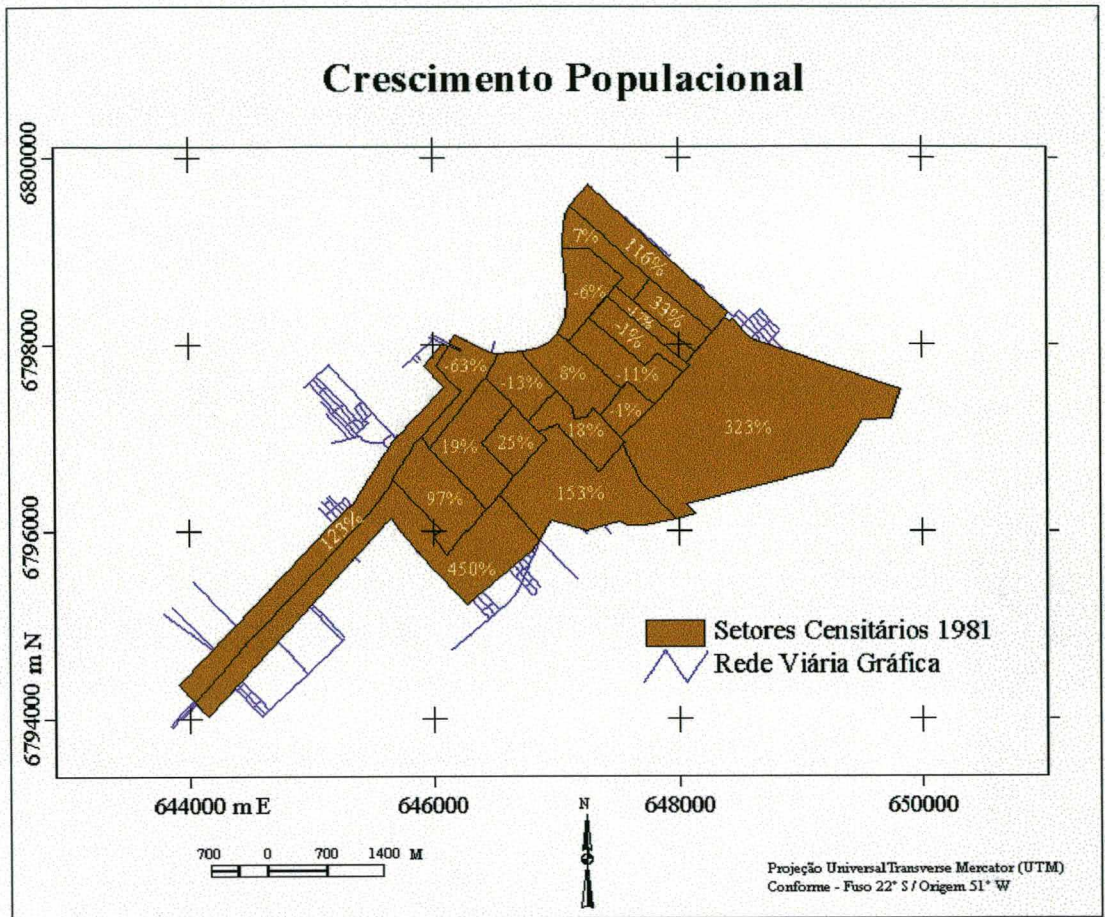 Crescimento Populacional
6800000
6798000
6796000
6794000 m N
7%
116%
-6%
33%
-1%
-63%
-13%
8%
-11%
-1%
18%
19%
25%
323%
97%
153%
123%
450%
Setores Censitários 1981
Rede Viária Gráfica
644000 m E
646000
648000
650000
N
700 0 700 1400 M
Projeção Universal Transverse Mercator (UTM)
Conforme - Fuso 22° S / Origem 51° W